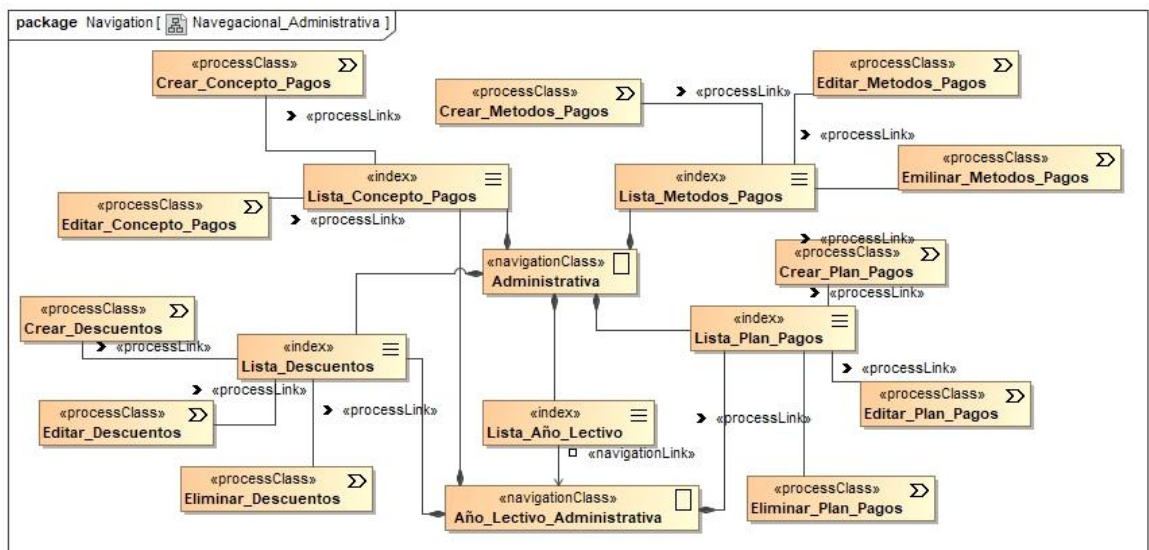 package Navigation [ Navegacional_Administrativa ]
«processClass»
Crear_Concepto_Pagos
«processLink»
«processClass»
Crear_Metodos_Pagos
«processLink»
«processClass»
Editar_Metodos_Pagos
«processLink»
«index»
Lista_Concepto_Pagos
«index»
Lista_Metodos_Pagos
«processClass»
Emilinar_Metodos_Pagos
«processClass»
Editar_Concepto_Pagos
«processLink»
«processLink»
«navigationClass»
Administrativa
«processClass»
Crear_Plan_Pagos
«processLink»
«processClass»
Crear_Descuentos
«processLink»
«index»
Lista_Descuentos
«index»
Lista_Plan_Pagos
«processLink»
«processLink»
«processClass»
Editar_Descuentos
«processLink»
«index»
Lista_Año_Lectivo
«processLink»
«processClass»
Editar_Plan_Pagos
«navigationLink»
«processClass»
Eliminar_Descuentos
«navigationClass»
Año_Lectivo_Administrativa
«processClass»
Eliminar_Plan_Pagos